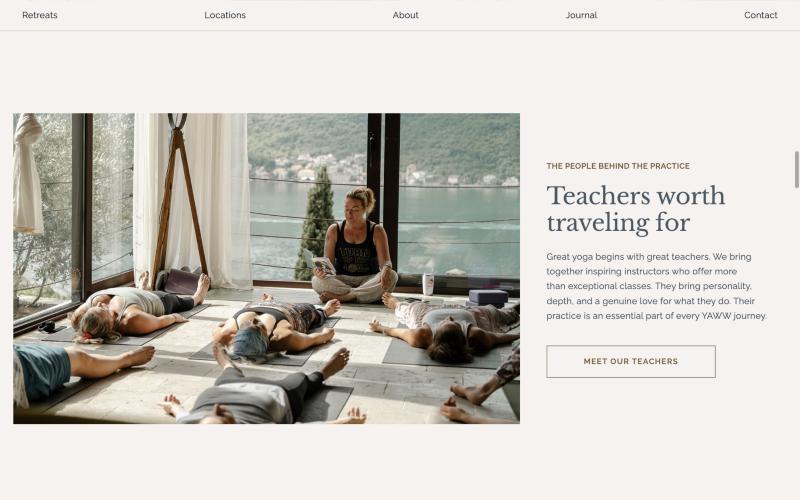 Retreats
Locations
About
Journal
Contact
THE PEOPLE BEHIND THE PRACTICE
Teachers worth
traveling for
Great yoga begins with great teachers. We bring
together inspiring instructors who offer more
than exceptional classes. They bring personality,
depth, and a genuine love for what they do. Their
practice is an essential part of every YAWW journey.
MEET OUR TEACHERS